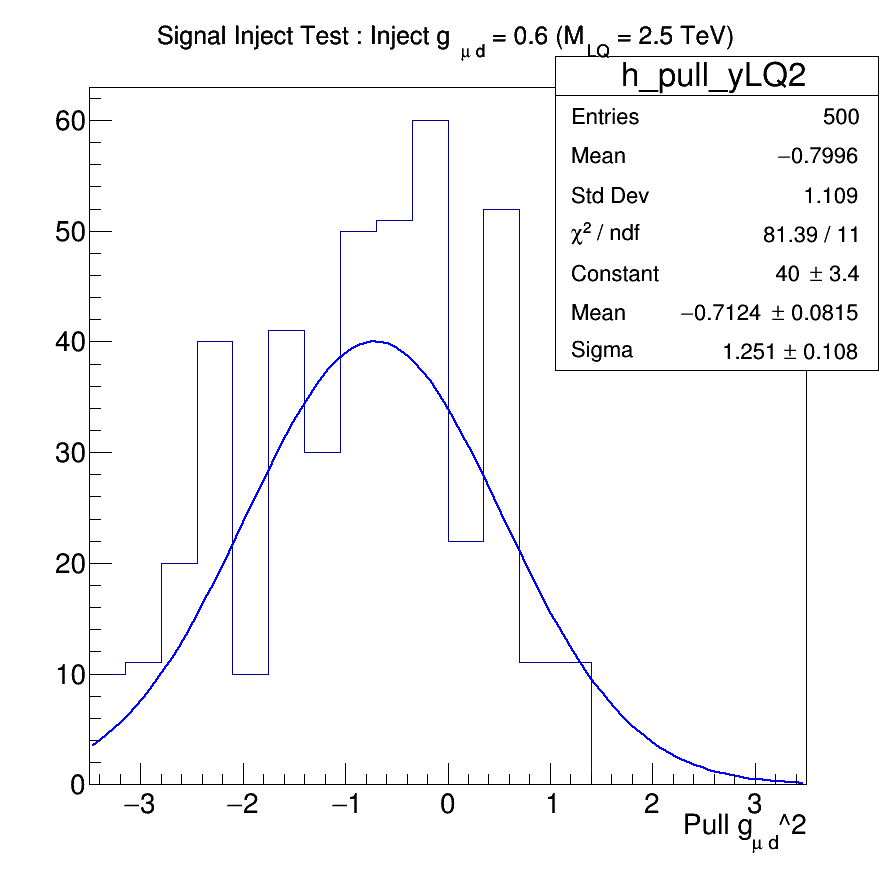 Signal Inject Test : Inject g μ d = 0.6 (M LQ = 2.5 TeV)
h_pull_yLQ2
Entries 500
Mean −0.7996
Std Dev 1.109
χ² / ndf 81.39 / 11
Constant 40 ± 3.4
Mean −0.7124 ± 0.0815
Sigma 1.251 ± 0.108
60
50
40
30
20
10
0
−3 −2 −1 0 1 2 3
Pull g μ d ^2